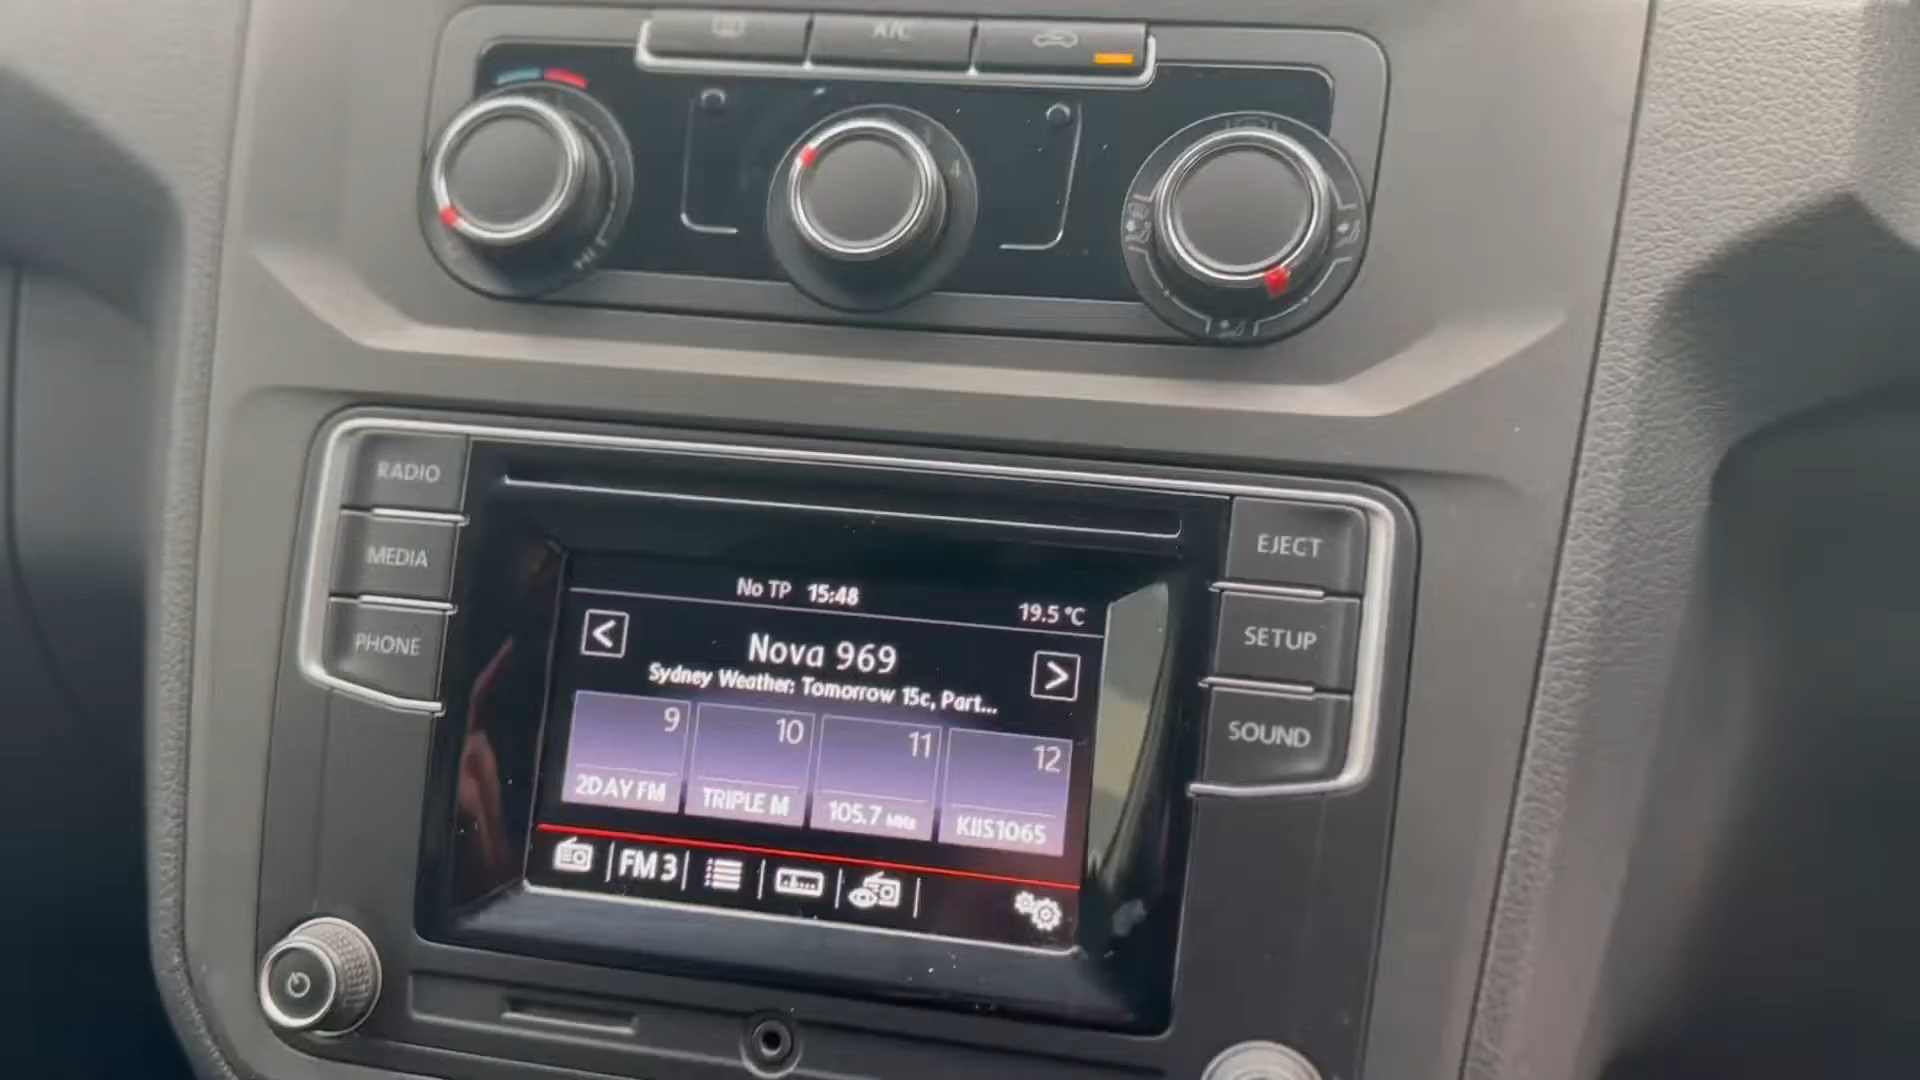 A/C
4
RADIO
MEDIA
PHONE
EJECT
SETUP
SOUND
No TP 15:48
19.5 °C
<
Nova 969
>
Sydney Weather: Tomorrow 15c, Part...
9
10
11
12
2DAY FM
TRIPLE M
105.7 MHz
KIIS1065
FM 3